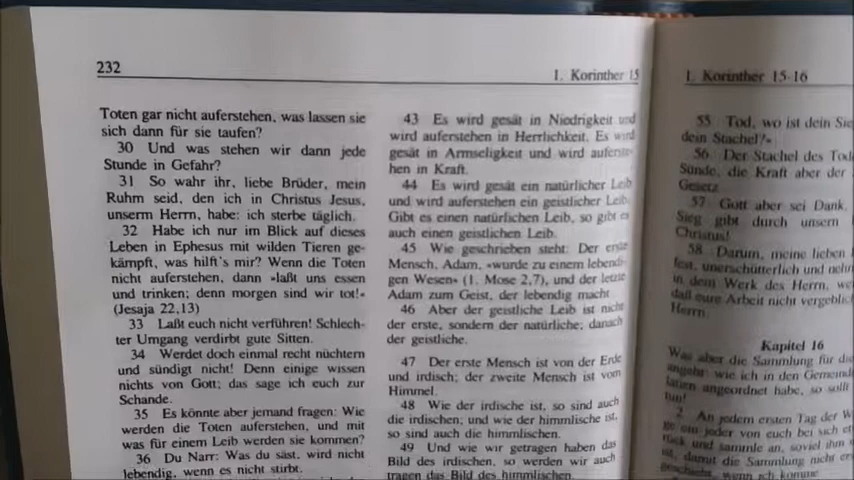 232
1. Korinther 15
Toten gar nicht auferstehen, was lassen sie
sich dann für sie taufen?
30 Und was stehen wir dann jede
Stunde in Gefahr?
31 So wahr ihr, liebe Brüder, mein
Ruhm seid, den ich in Christus Jesus,
unserm Herrn, habe: ich sterbe täglich.
32 Habe ich nur im Blick auf dieses
Leben in Ephesus mit wilden Tieren ge-
kämpft, was hilft's mir? Wenn die Toten
nicht auferstehen, dann »laßt uns essen
und trinken; denn morgen sind wir tot!«
(Jesaja 22,13)
33 Laßt euch nicht verführen! Schlech-
ter Umgang verdirbt gute Sitten.
34 Werdet doch einmal recht nüchtern
und sündigt nicht! Denn einige wissen
nichts von Gott; das sage ich euch zur
Schande.
35 Es könnte aber jemand fragen: Wie
werden die Toten auferstehen, und mit
was für einem Leib werden sie kommen?
36 Du Narr: Was du säst, wird nicht
lebendig, wenn es nicht stirbt.
43 Es wird gesät in Niedrigkeit und
wird auferstehen in Herrlichkeit. Es wird
gesät in Armseligkeit und wird aufersте-
hen in Kraft.
44 Es wird gesät ein natürlicher Leib
und wird auferstehen ein geistlicher Leib.
Gibt es einen natürlichen Leib, so gibt es
auch einen geistlichen Leib.
45 Wie geschrieben steht: Der erste
Mensch, Adam, »wurde zu einem lebendi-
gen Wesen« (1. Mose 2,7), und der letzte
Adam zum Geist, der lebendig macht.
46 Aber der geistliche Leib ist nicht
der erste, sondern der natürliche; danach
der geistliche.
47 Der erste Mensch ist von der Erde
und irdisch; der zweite Mensch ist vom
Himmel.
48 Wie der irdische ist, so sind auch
die irdischen; und wie der himmlische ist,
so sind auch die himmlischen.
49 Und wie wir getragen haben das
Bild des irdischen, so werden wir auch
tragen das Bild des himmlischen.
1. Korinther 15-16
55 Tod, wo ist dein
dein Stachel?«
56 Der Stachel des
Sünde, die Kraft aber der
Gesetz.
57 Gott aber sei Dank,
Sieg gibt durch unsern
Christus!
58 Darum, meine lieben
fest, unerschütterlich und
in dem Werk des Herrn,
daß eure Arbeit nicht
Herrn.
Kapitel 16
Was aber die Sammlung für die
angeht: wie ich in den
angeordnet habe, so sollt
tun!
2 An jedem ersten Tag der
ein jeder von euch bei sich
und sammle an, soviel ihm
damit die Sammlung nicht
geschieht, wenn ich komme.